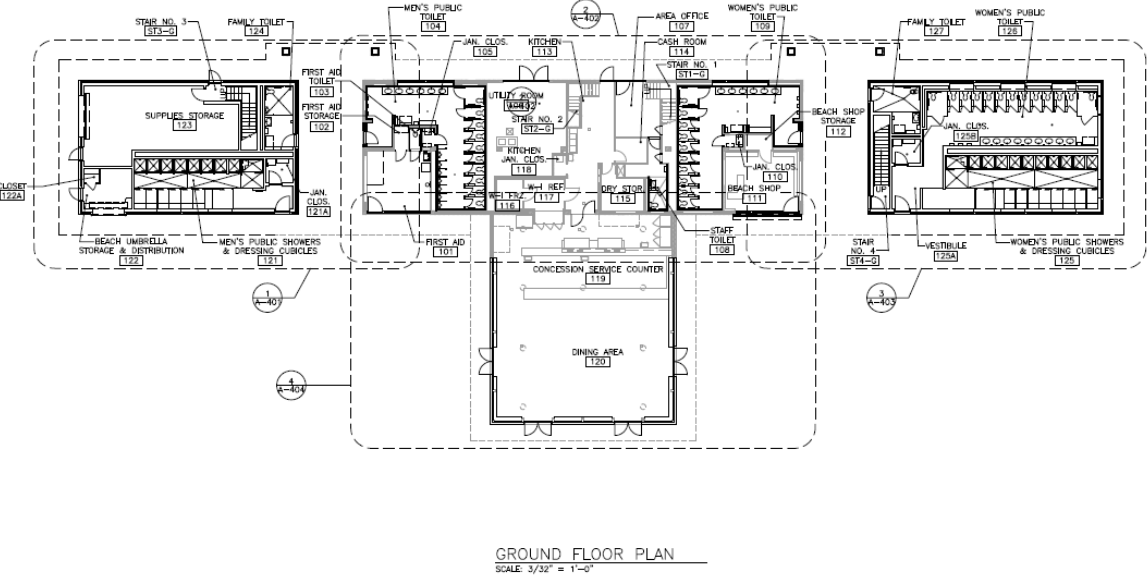 STAIR NO. 3
ST3-G
FAMILY TOILET
124
MEN'S PUBLIC
TOILET
104
JAN. CLOS.
105
KITCHEN
113
2
A-402
AREA OFFICE
107
CASH ROOM
114
STAIR NO. 1
ST1-G
WOMEN'S PUBLIC
TOILET
109
FAMILY TOILET
127
WOMEN'S PUBLIC
TOILET
126
FIRST AID
TOILET
103
FIRST AID
STORAGE
102
UTILITY ROOM
STAIR NO. 2
ST2-G
SUPPLIES STORAGE
123
BEACH SHOP
STORAGE
112
JAN. CLOS.
125B
KITCHEN
JAN. CLOS.
118
JAN. CLOS.
110
CLOSET
122A
JAN.
CLOS.
121A
W-I FRZ.
116
W-I REF.
117
DRY STOR.
115
BEACH SHOP
111
UP
BEACH UMBRELLA
STORAGE & DISTRIBUTION
122
MEN'S PUBLIC SHOWERS
& DRESSING CUBICLES
121
FIRST AID
101
STAFF
TOILET
108
STAIR
NO. 4
ST4-G
VESTIBULE
125A
WOMEN'S PUBLIC SHOWERS
& DRESSING CUBICLES
125
CONCESSION SERVICE COUNTER
119
1
A-401
3
A-403
DINING AREA
120
4
A-404
GROUND FLOOR PLAN
SCALE: 3/32" = 1'-0"